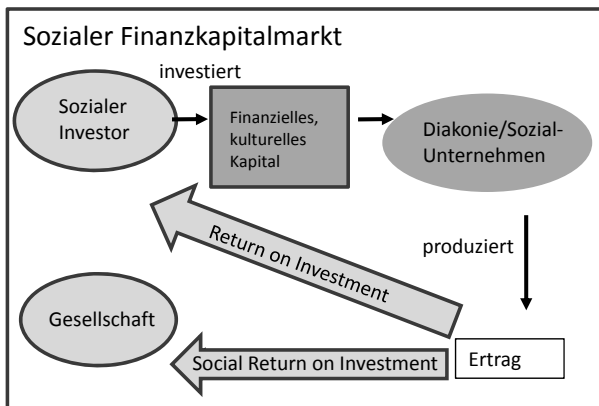 Sozialer Finanzkapitalmarkt
investiert
Sozialer
Investor
Finanzielles,
kulturelles
Kapital
Diakonie/Sozial-
Unternehmen
Return on Investment
produziert
Gesellschaft
Social Return on Investment
Ertrag